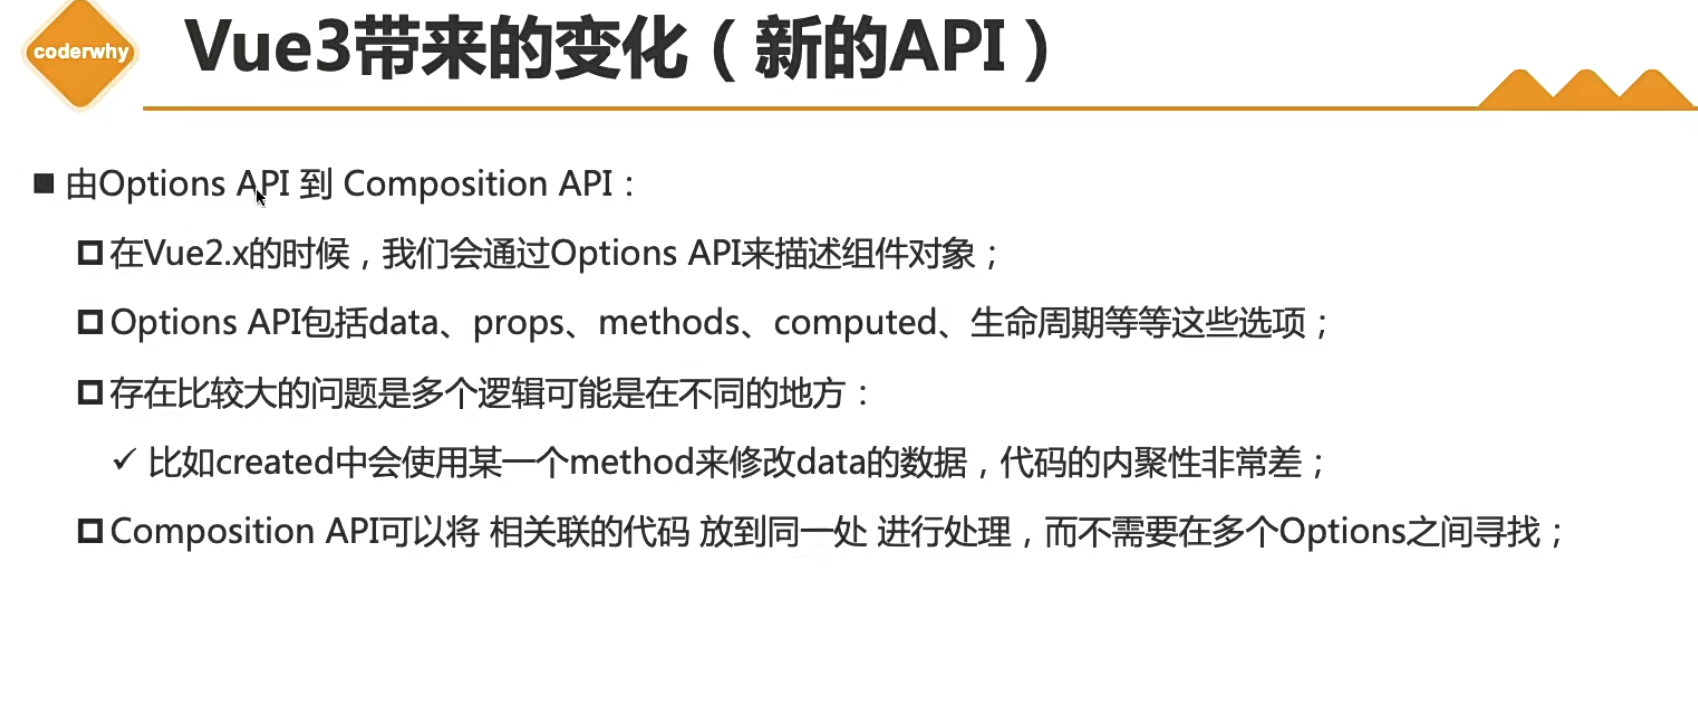 coderwhy
Vue3带来的变化（新的API）
由Options API 到 Composition API：
在Vue2.x的时候，我们会通过Options API来描述组件对象；
Options API包括data、props、methods、computed、生命周期等等这些选项；
存在比较大的问题是多个逻辑可能是在不同的地方：
比如created中会使用某一个method来修改data的数据，代码的内聚性非常差；
Composition API可以将 相关联的代码 放到同一处 进行处理，而不需要在多个Options之间寻找；